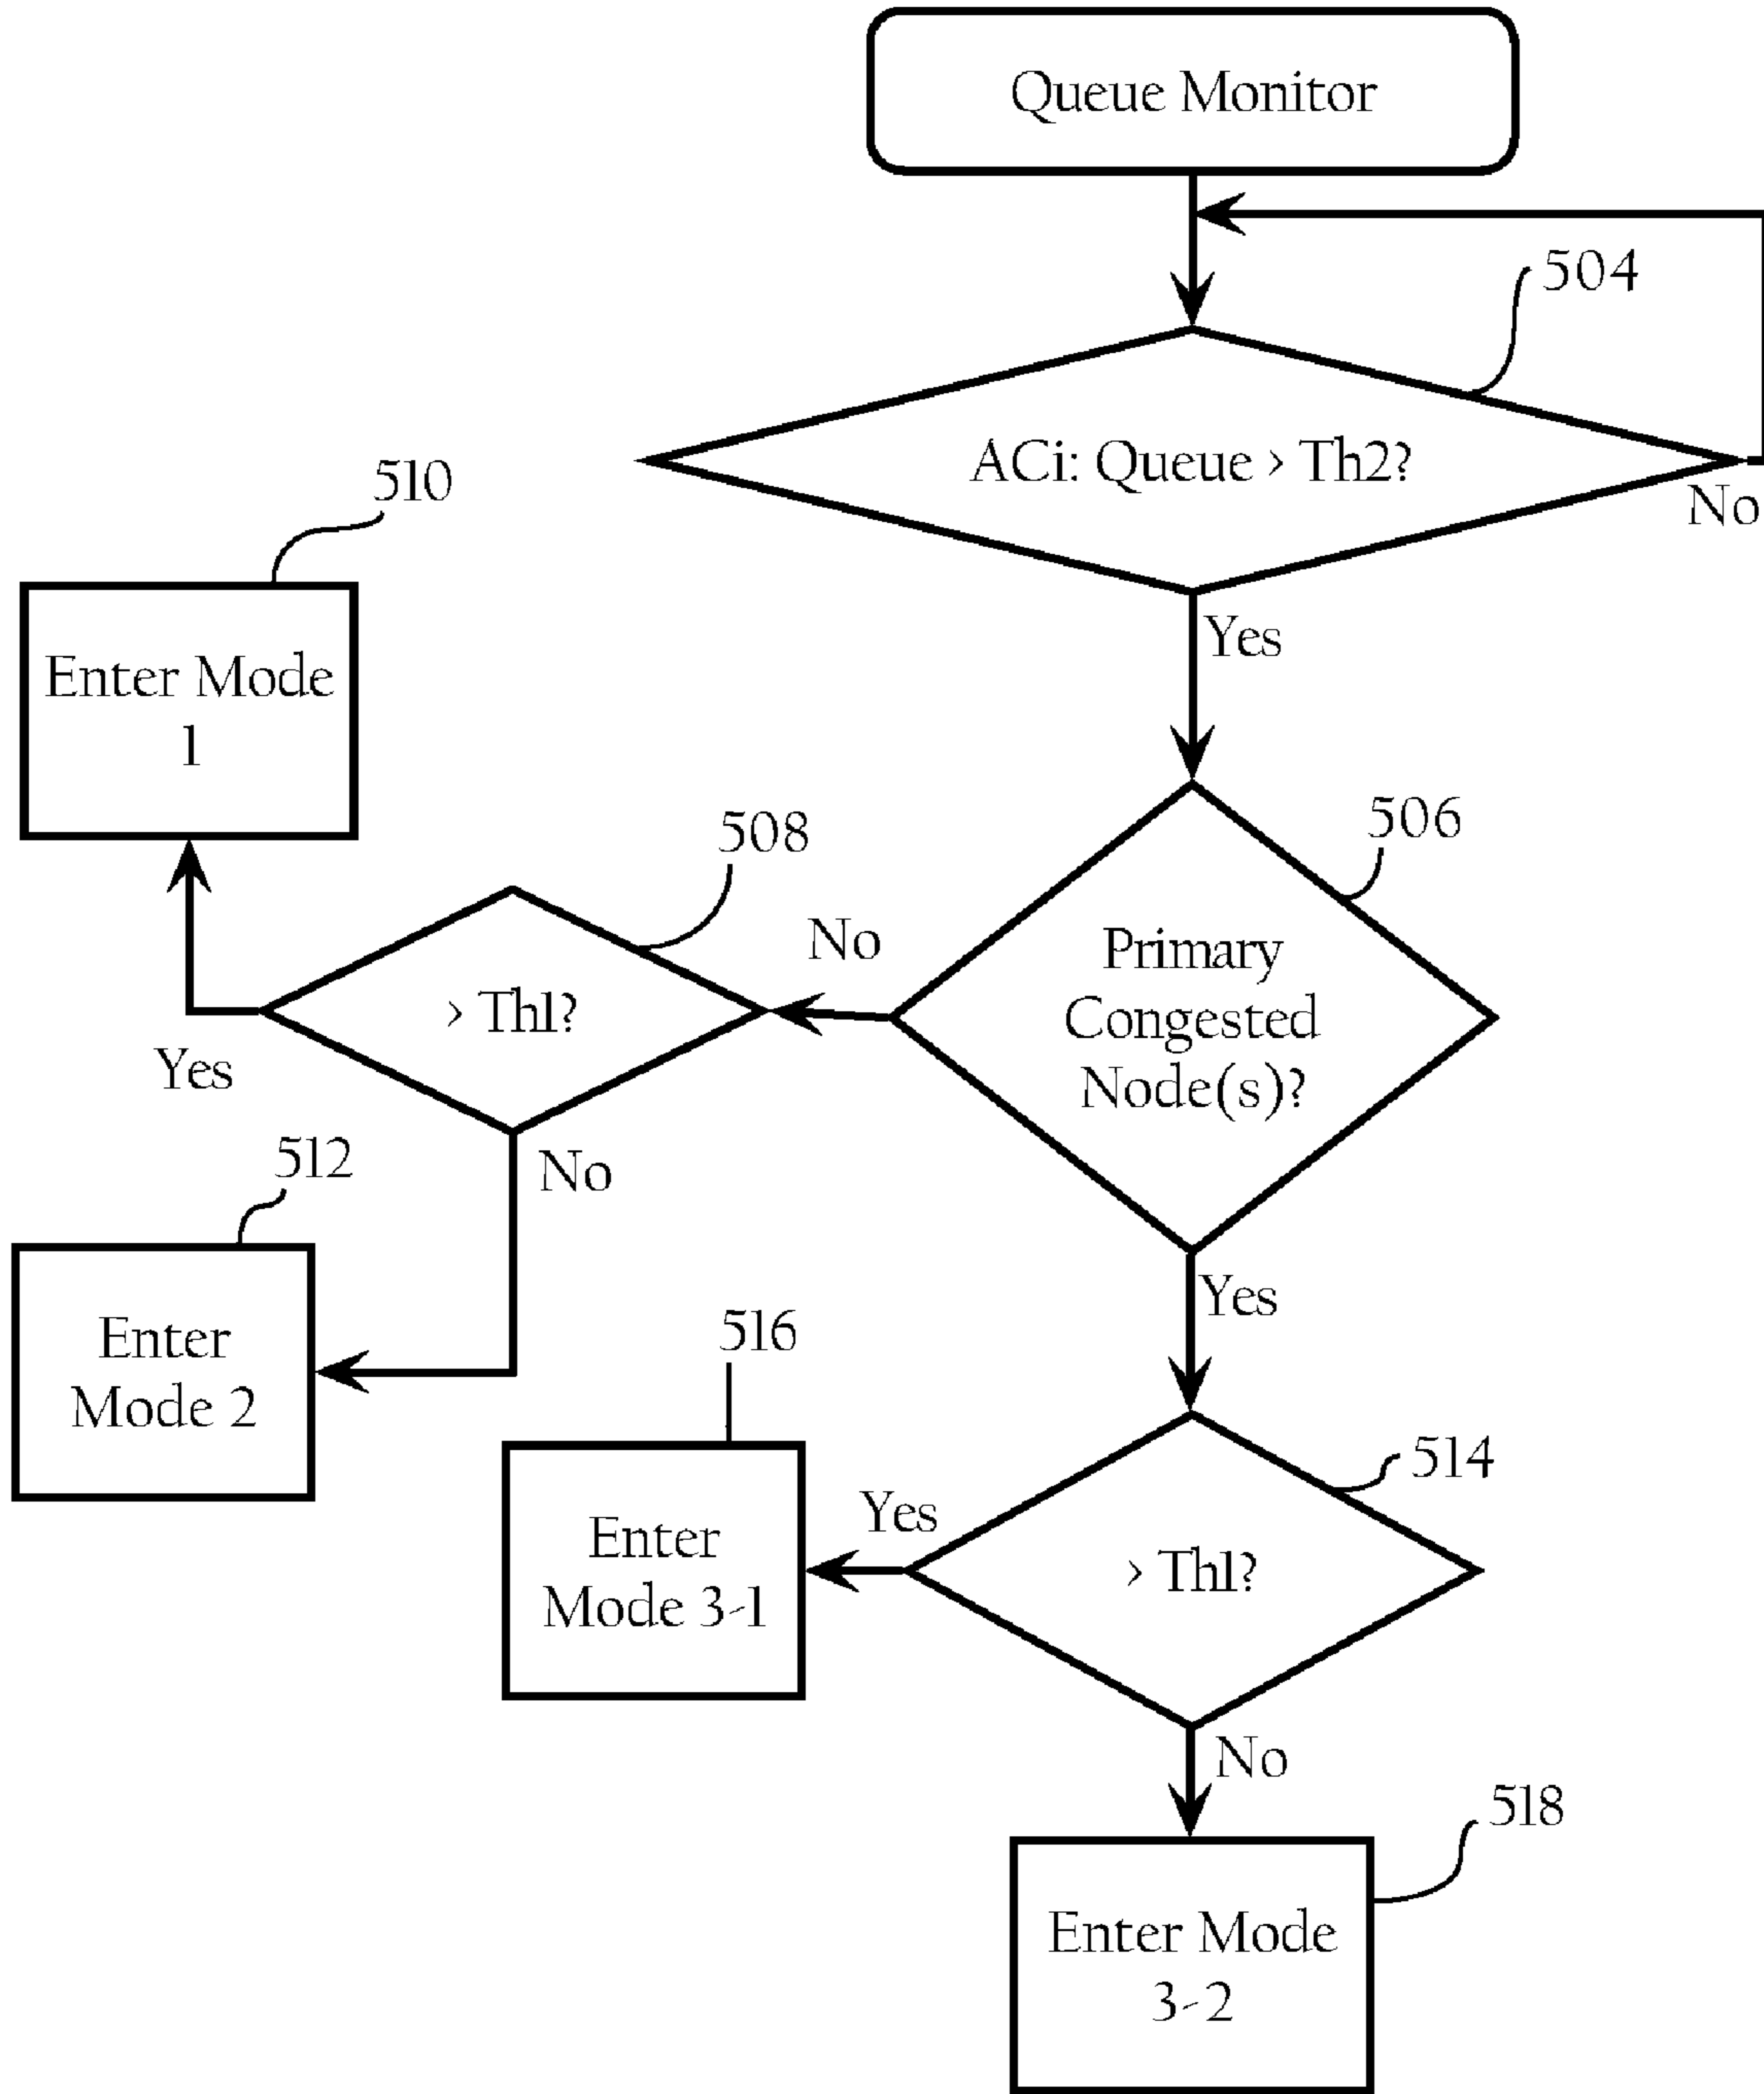 Queue Monitor
504
ACi: Queue > Th2?
No
Yes
510
Enter Mode
1
506
Primary
Congested
Node(s)?
No
508
> Th1?
Yes
No
512
Enter
Mode 2
Yes
514
> Th1?
Yes
516
Enter
Mode 3-1
No
518
Enter Mode
3-2